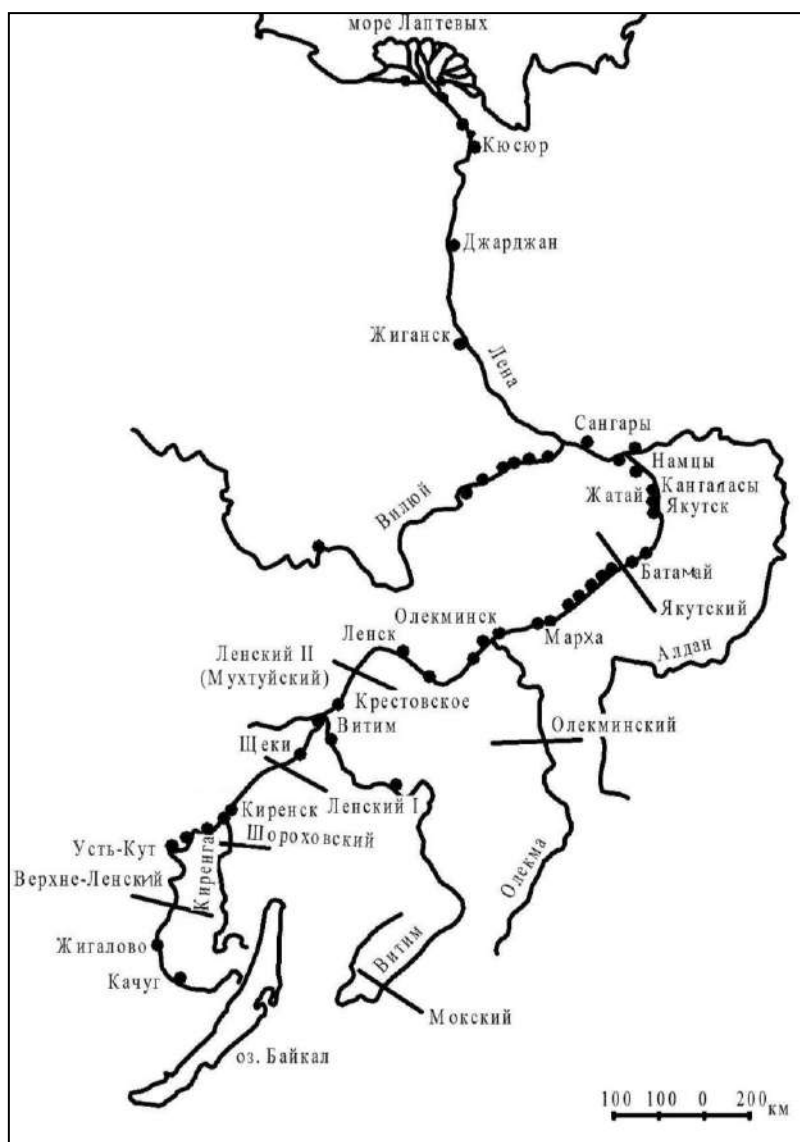 море Лаптевых
Кюсюр
Джарджан
Жиганск
Лена
Сангары
Намцы
Вилюй
Кангаласы
Жатай
Якутск
Батамай
Якутский
Олекминск
Марха
Ленск
Алдан
Ленский II
(Мухтуйский)
Крестовское
Витим
Олекминский
Щеки
Киренск
Ленский I
Шороховский
Усть-Кут
Киренга
Верхне-Ленский
Олекма
Жигалово
Витим
Качуг
Мокский
оз. Байкал
100 100 0 200 км